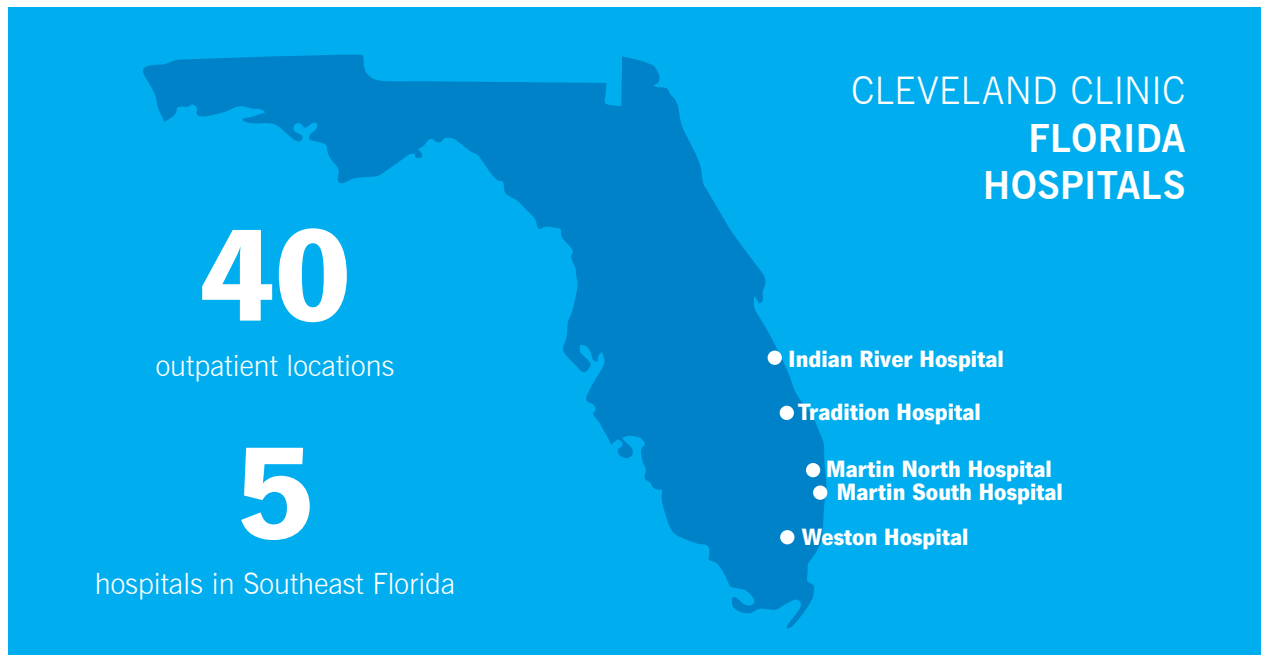 CLEVELAND CLINIC
FLORIDA
HOSPITALS
40
outpatient locations
5
hospitals in Southeast Florida
Indian River Hospital
Tradition Hospital
Martin North Hospital
Martin South Hospital
Weston Hospital